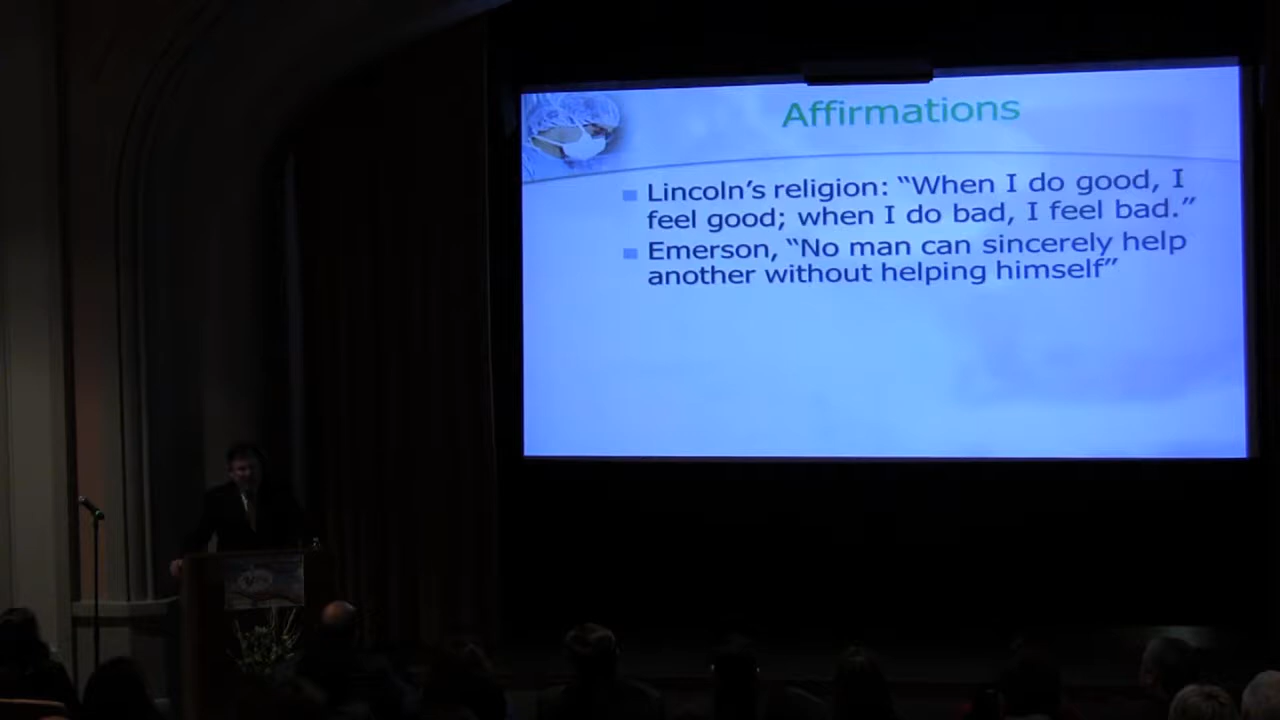 Affirmations
Lincoln's religion: “When I do good, I
feel good; when I do bad, I feel bad.”
Emerson, “No man can sincerely help
another without helping himself”